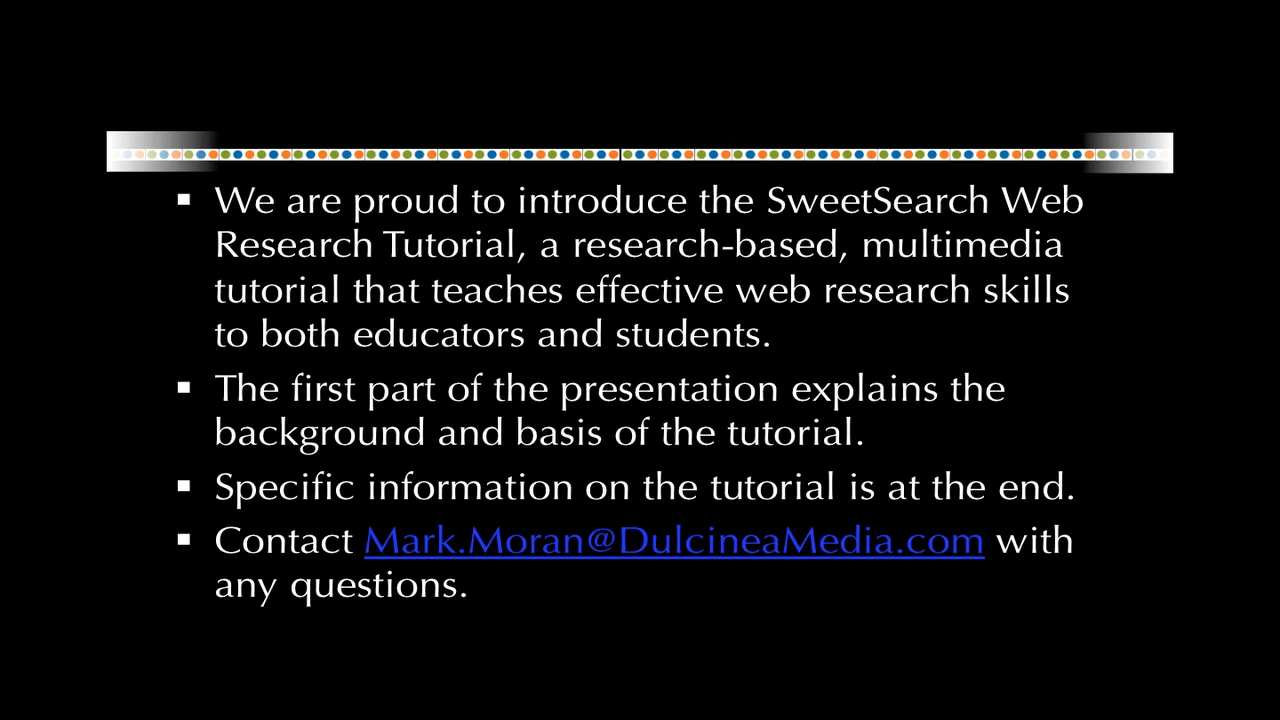 ▪ We are proud to introduce the SweetSearch Web
Research Tutorial, a research-based, multimedia
tutorial that teaches effective web research skills
to both educators and students.
▪ The first part of the presentation explains the
background and basis of the tutorial.
▪ Specific information on the tutorial is at the end.
▪ Contact Mark.Moran@DulcineaMedia.com with
any questions.